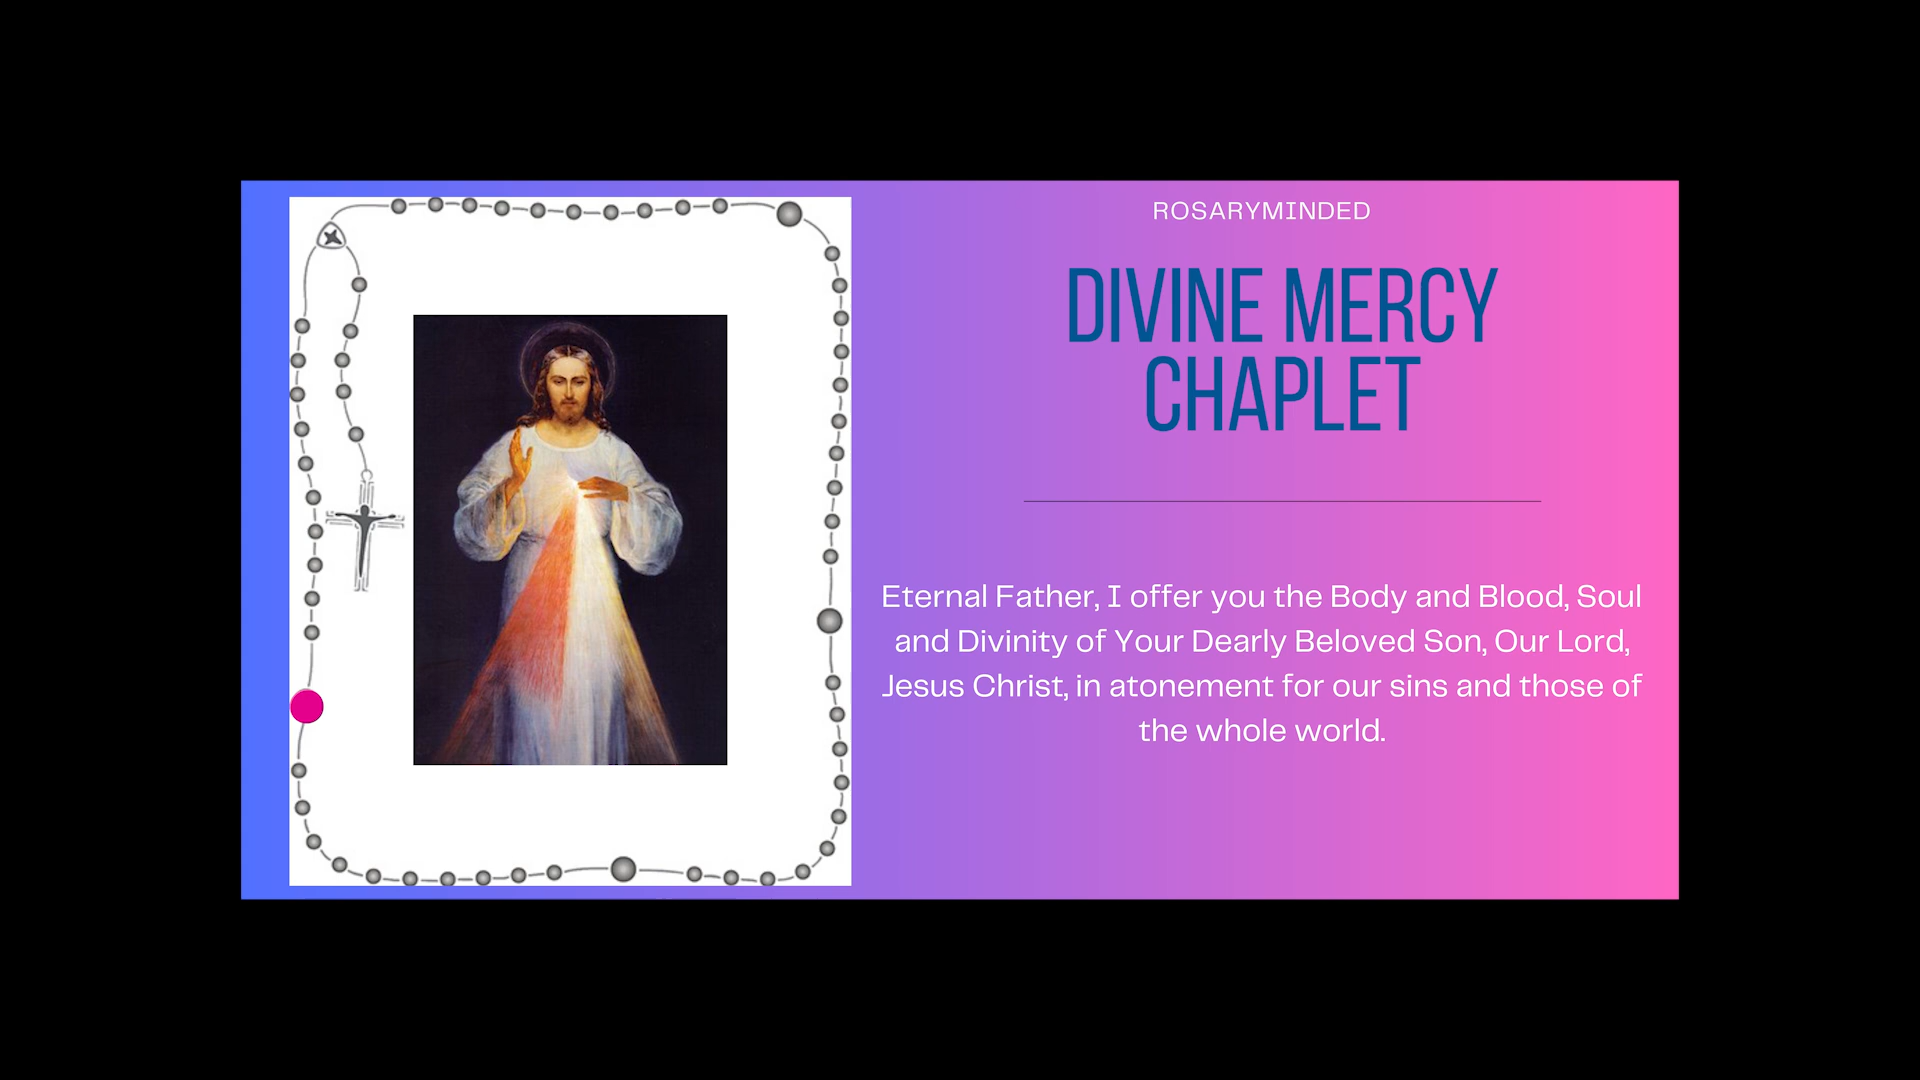 ROSARYMINDED
DIVINE MERCY
CHAPLET
Eternal Father, I offer you the Body and Blood, Soul
and Divinity of Your Dearly Beloved Son, Our Lord,
Jesus Christ, in atonement for our sins and those of
the whole world.